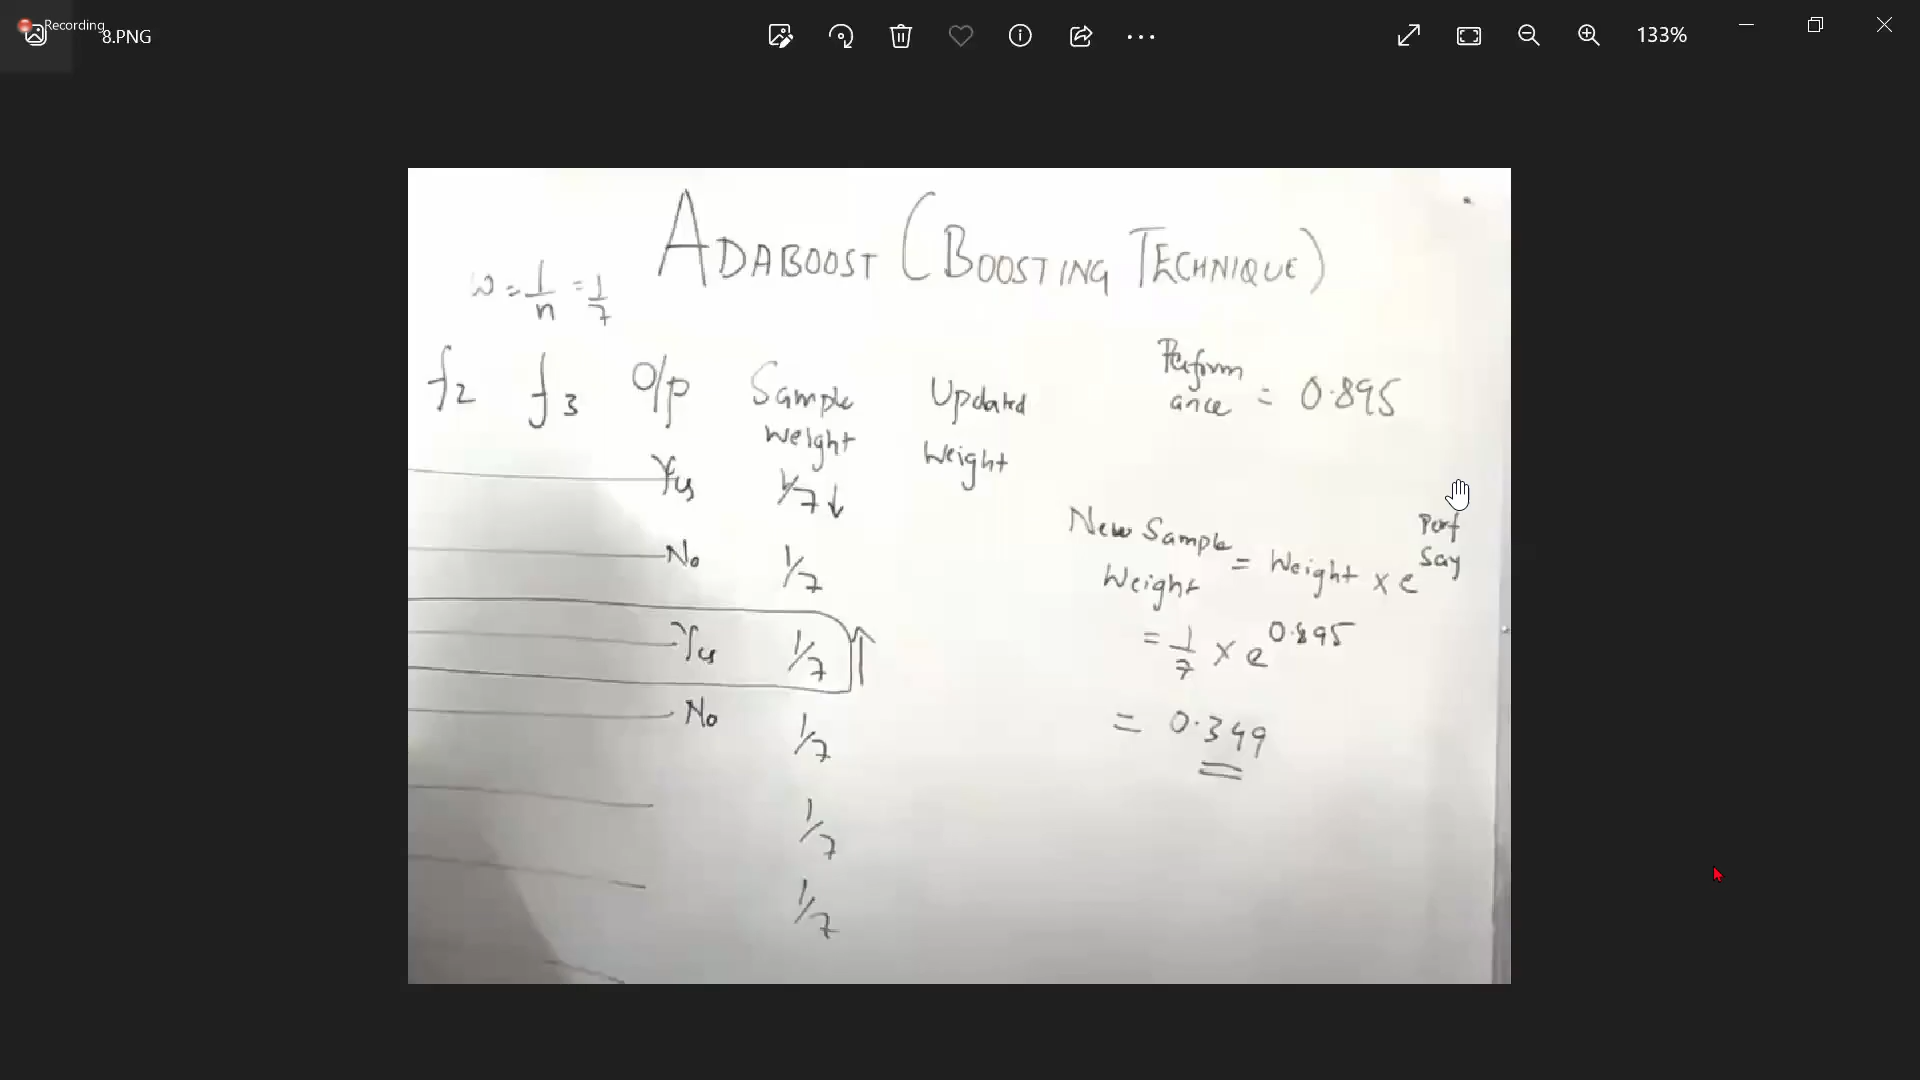 Recording
8.PNG
133%
ADABOOST (BOOSTING TECHNIQUE)
w = 1/n = 1/7
f2 f3 O/p Sample Weight Updated Weight
Yes 1/7 ↓
No 1/7
Yes 1/7 ↑
No 1/7
1/7
1/7
Perform
ance = 0.895
New Sample Weight = Weight × e^Perf Say
= 1/7 × e^0.895
= 0.349